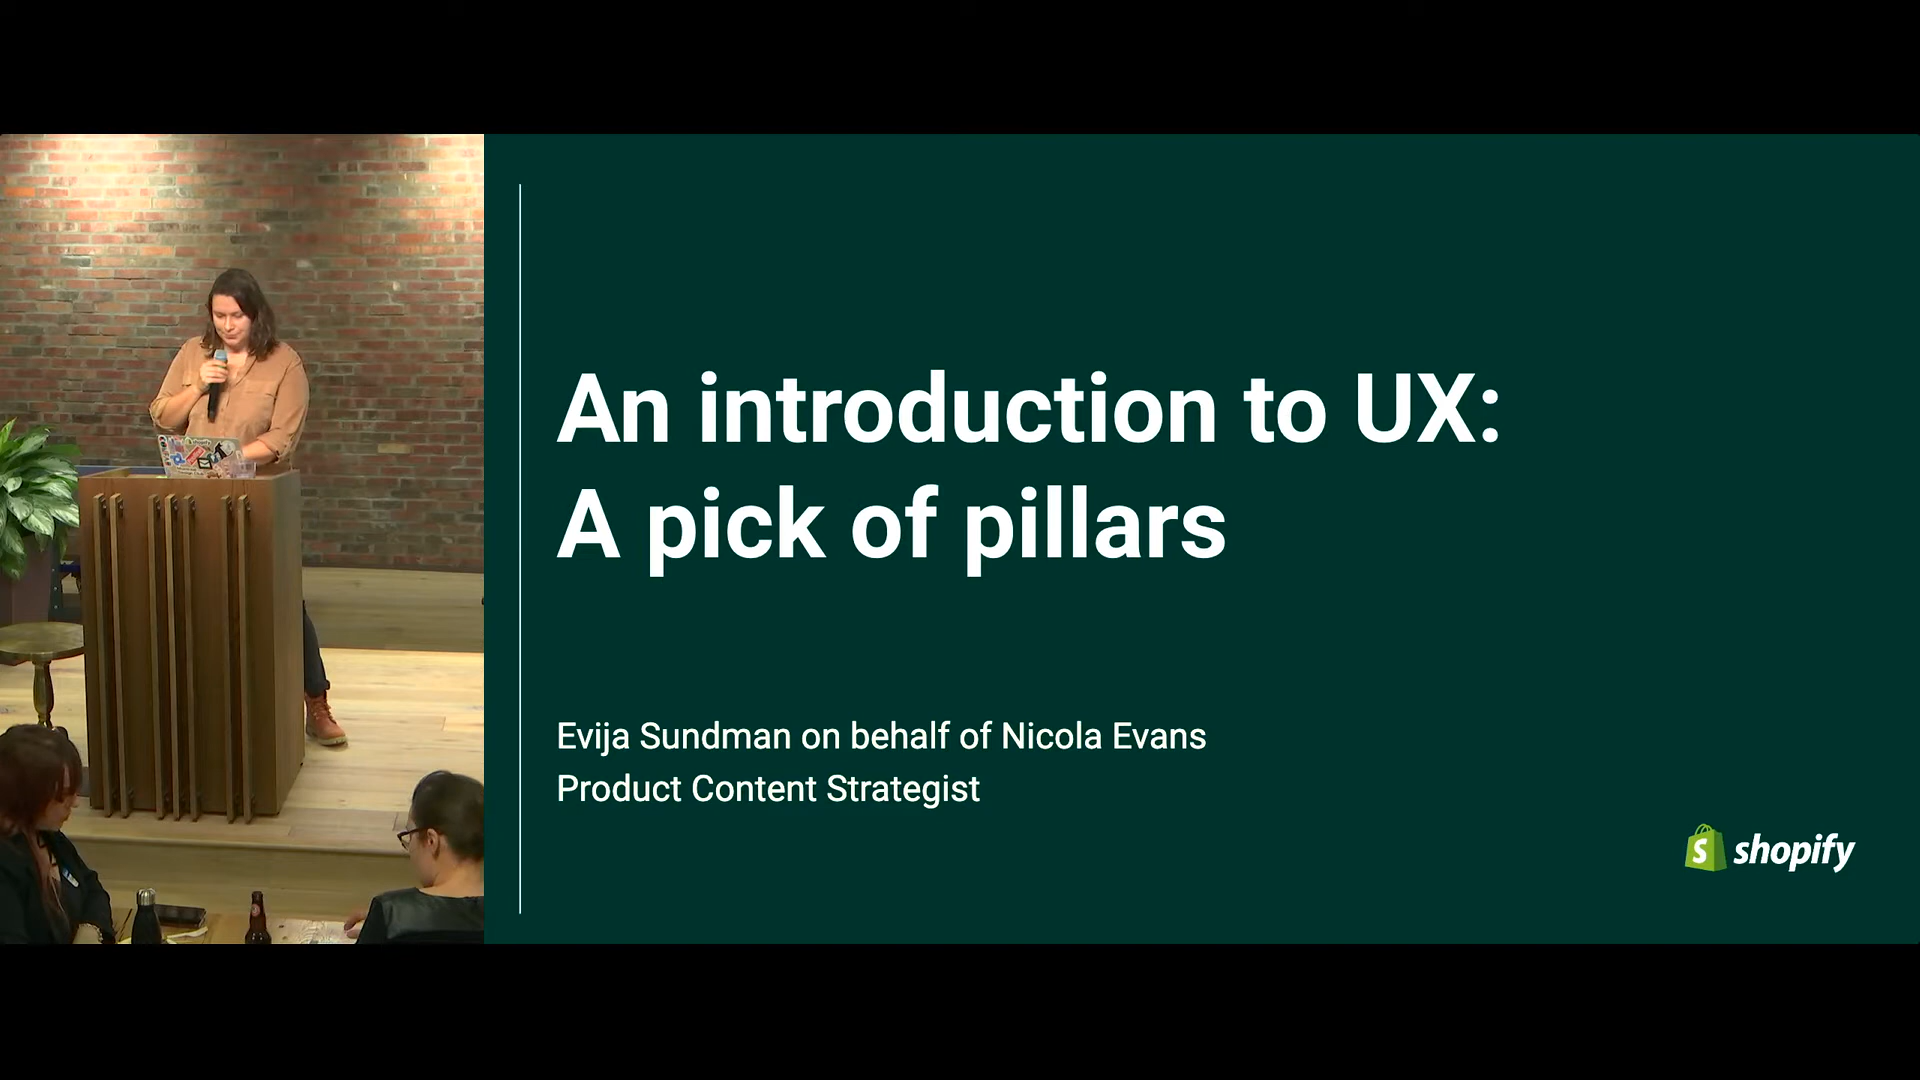 An introduction to UX:
A pick of pillars
Evija Sundman on behalf of Nicola Evans
Product Content Strategist
shopify